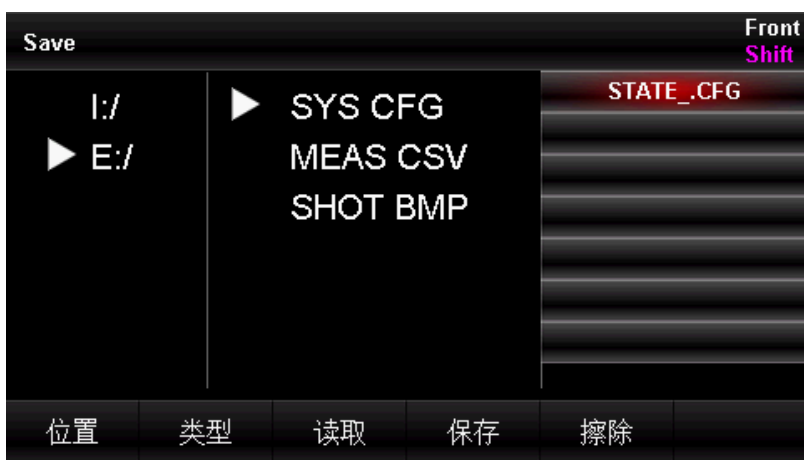 Save
Front
Shift
I:/
E:/
SYS CFG
MEAS CSV
SHOT BMP
STATE_.CFG
位置 类型 读取 保存 擦除